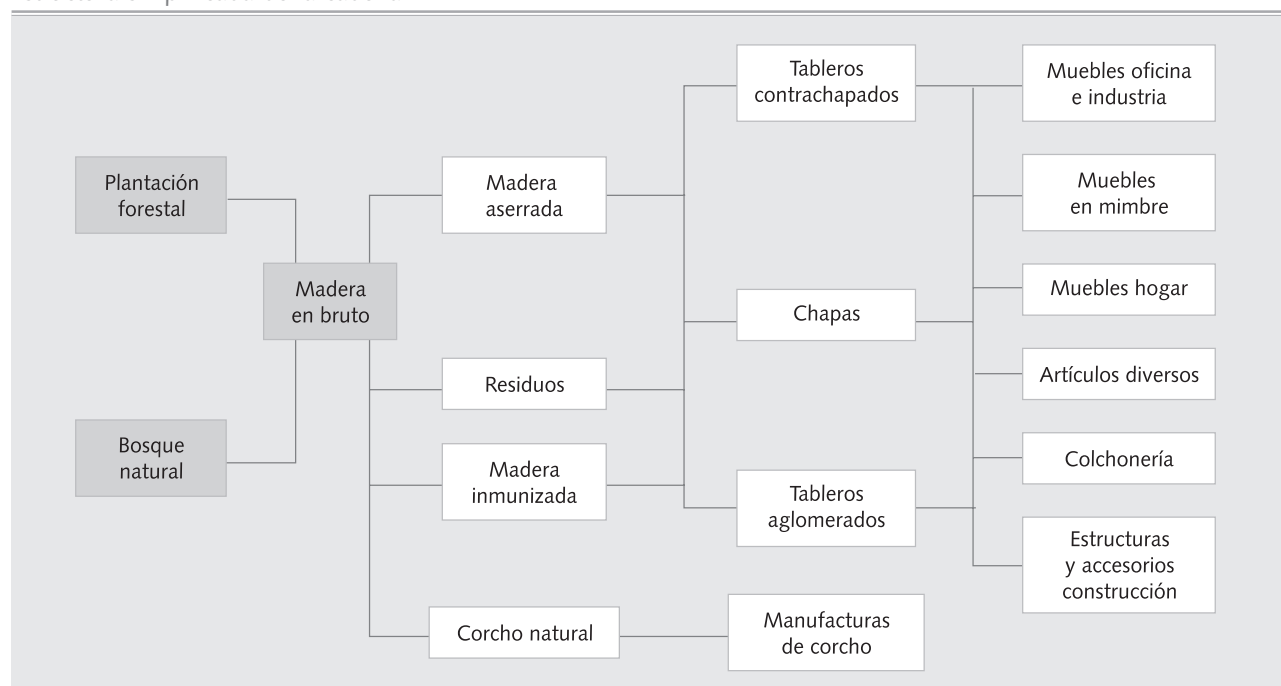 Plantación
forestal
Bosque
natural
Madera
en bruto
Madera
aserrada
Residuos
Madera
inmunizada
Corcho natural
Tableros
contrachapados
Chapas
Tableros
aglomerados
Manufacturas
de corcho
Muebles oficina
e industria
Muebles
en mimbre
Muebles hogar
Artículos diversos
Colchonería
Estructuras
y accesorios
construcción